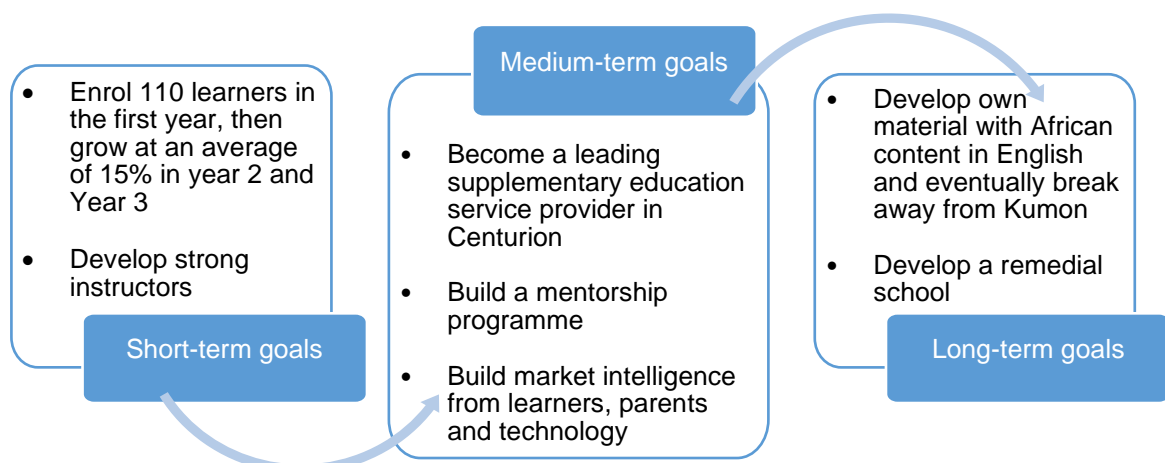 • Enrol 110 learners in
the first year, then
grow at an average
of 15% in year 2 and
Year 3
• Develop strong
instructors
Short-term goals
Medium-term goals
• Become a leading
supplementary education
service provider in
Centurion
• Build a mentorship
programme
• Build market intelligence
from learners, parents
and technology
• Develop own
material with African
content in English
and eventually break
away from Kumon
• Develop a remedial
school
Long-term goals